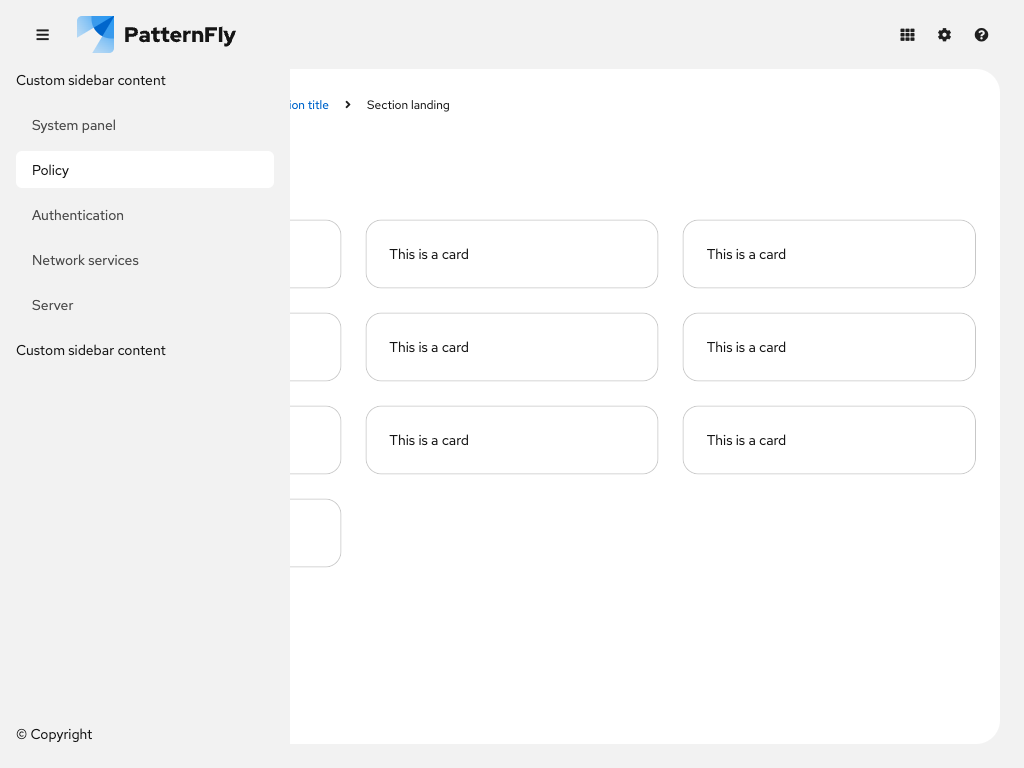 PatternFly
Custom sidebar content
System panel
Policy
Authentication
Network services
Server
Custom sidebar content
© Copyright
ion title
Section landing
This is a card
This is a card
This is a card
This is a card
This is a card
This is a card